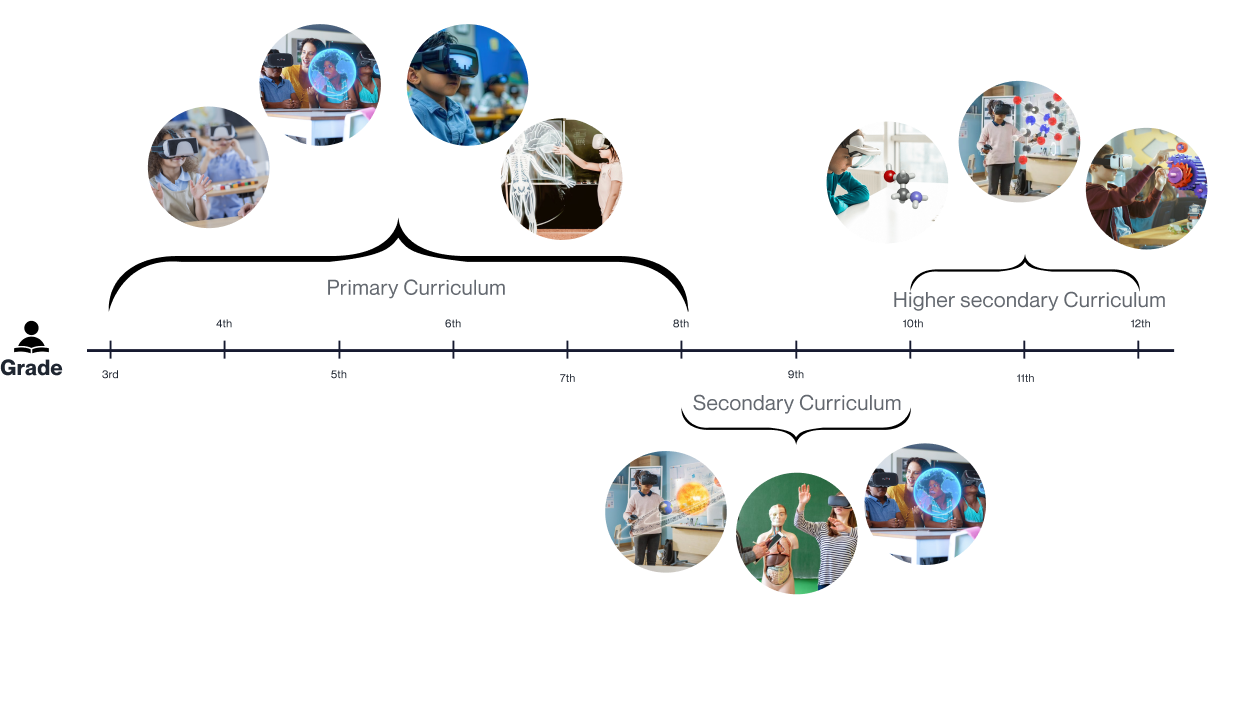 Primary Curriculum
Higher secondary Curriculum
4th
6th
8th
10th
12th
Grade
3rd
5th
7th
9th
11th
Secondary Curriculum